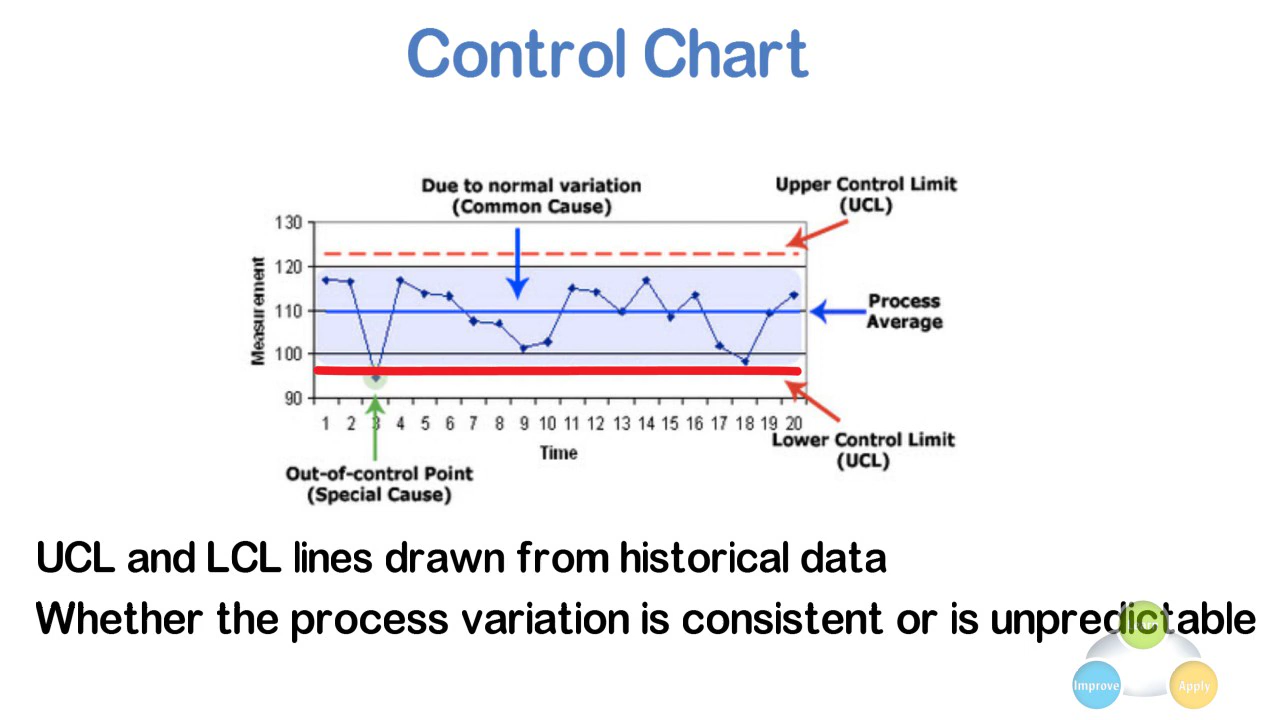 Control Chart
Due to normal variation
(Common Cause)
Upper Control Limit
(UCL)
130
120
110
100
90
Measurement
Process
Average
1 2 3 4 5 6 7 8 9 10 11 12 13 14 15 16 17 18 19 20
Time
Lower Control Limit
(UCL)
Out-of-control Point
(Special Cause)
UCL and LCL lines drawn from historical data
Whether the process variation is consistent or is unpredictable
Improve
Apply